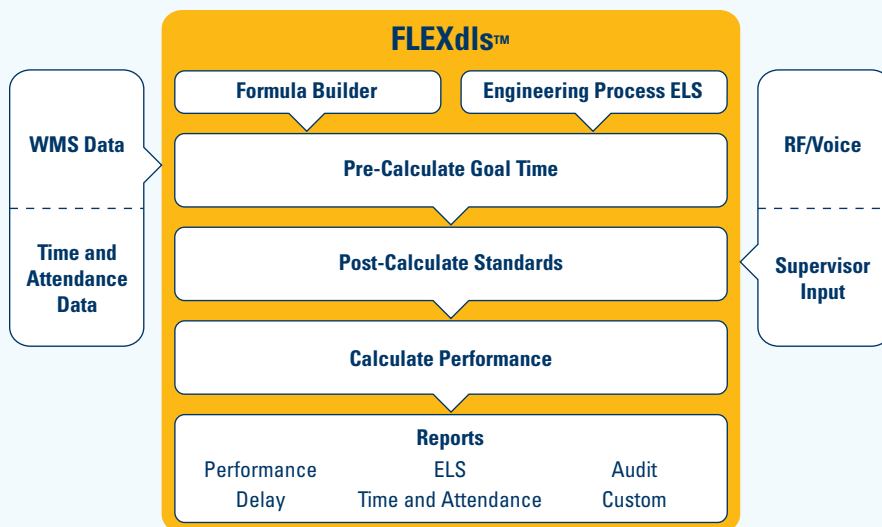 FLEXdls™
Formula Builder
Engineering Process ELS
WMS Data
Time and
Attendance
Data
Pre-Calculate Goal Time
Post-Calculate Standards
Calculate Performance
RF/Voice
Supervisor
Input
Reports
Performance ELS Audit
Delay Time and Attendance Custom